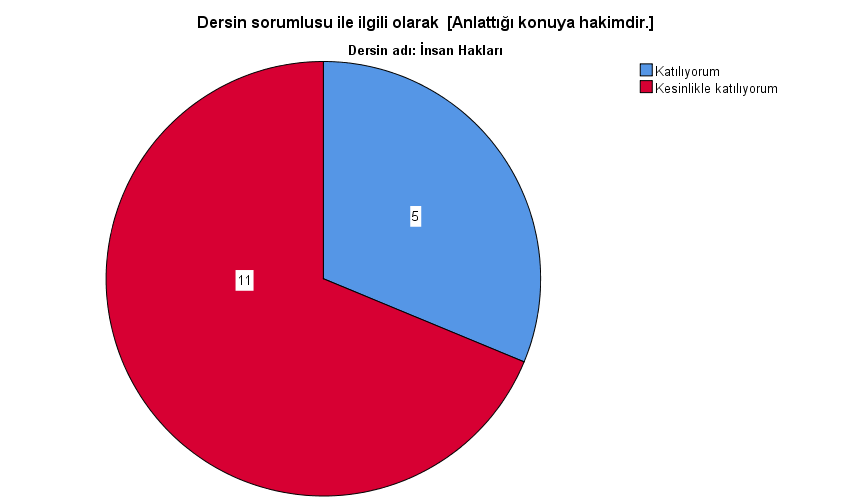 Dersin sorumlusu ile ilgili olarak [Anlattığı konuya hakimdir.]
Dersin adı: İnsan Hakları
Katılıyorum
Kesinlikle katılıyorum
5
11